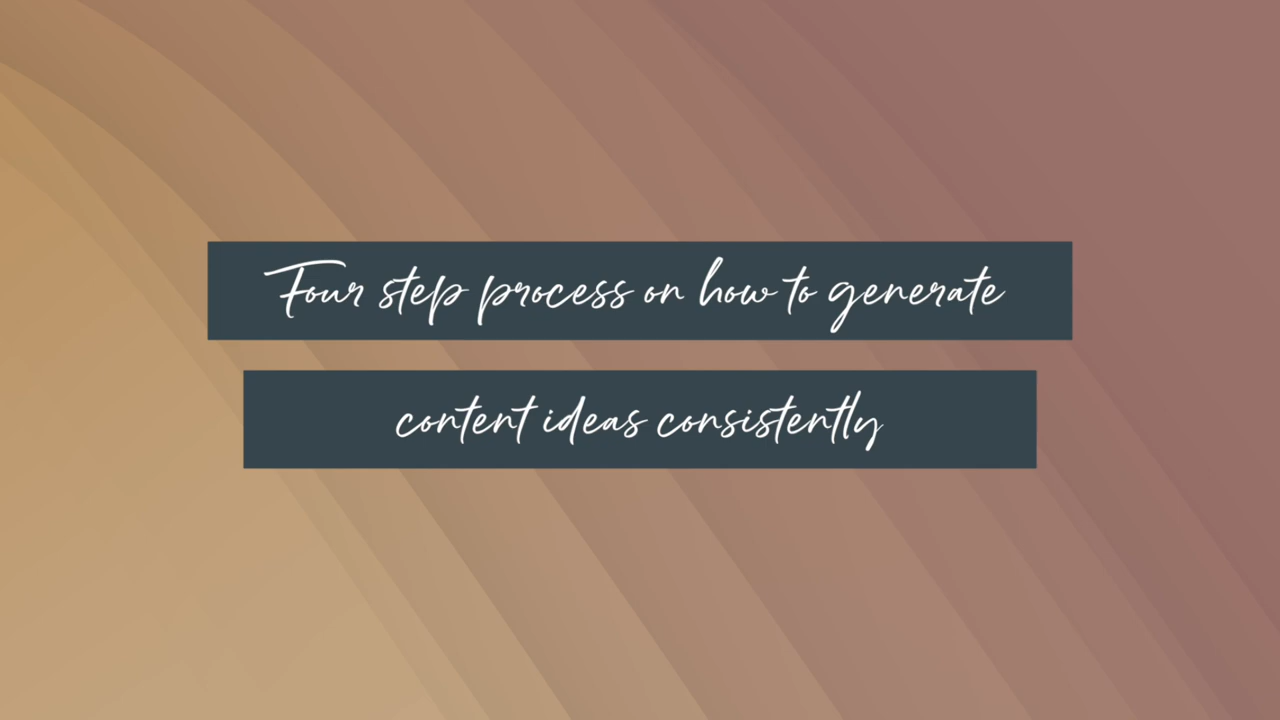 Four step process on how to generate
content ideas consistently